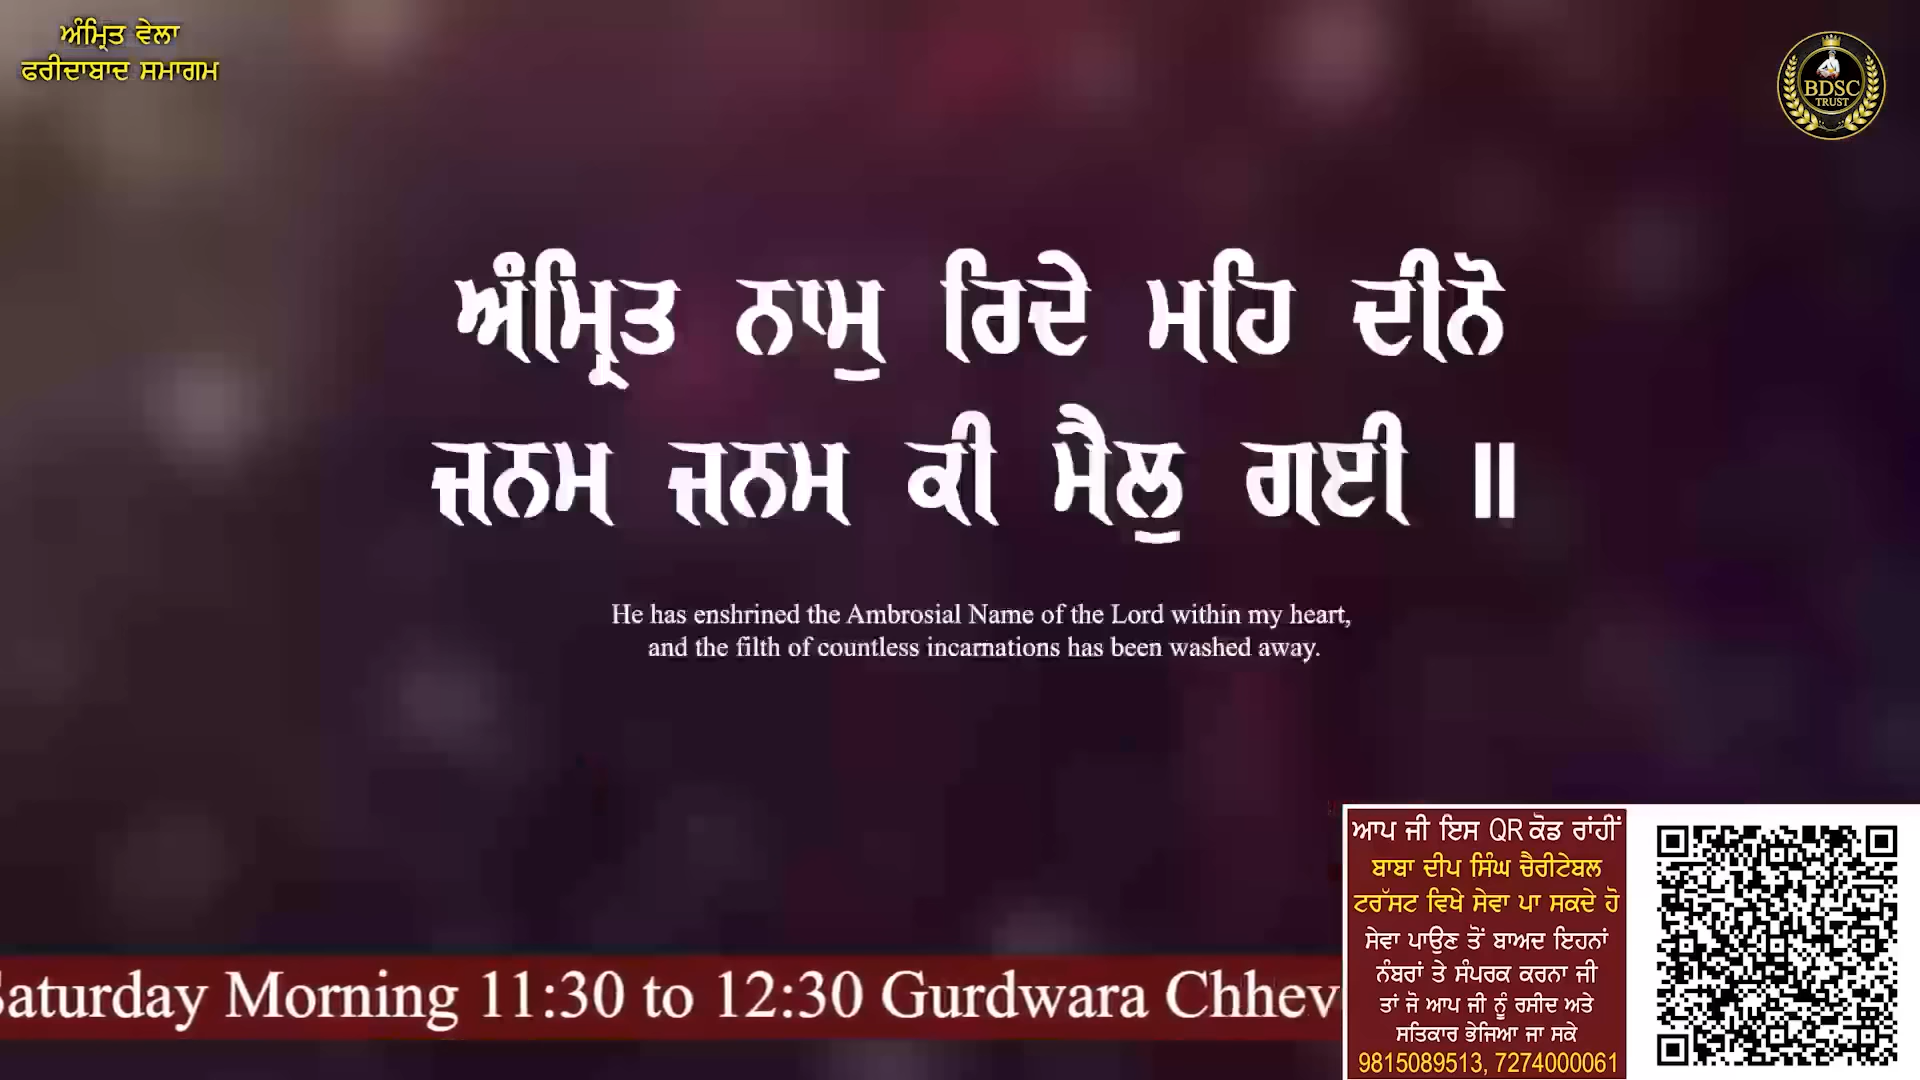 ਅੰਮ੍ਰਿਤ ਵੇਲਾ
ਫਰੀਦਾਬਾਦ ਸਮਾਗਮ
BDSC
TRUST
ਅੰਮ੍ਰਿਤ ਨਾਮੁ ਰਿਦੇ ਮਹਿ ਦੀਨੋ
ਜਨਮ ਜਨਮ ਕੀ ਮੈਲੁ ਗਈ ॥
He has enshrined the Ambrosial Name of the Lord within my heart,
and the filth of countless incarnations has been washed away.
Saturday Morning 11:30 to 12:30 Gurdwara Chhev
ਆਪ ਜੀ ਇਸ QR ਕੋਡ ਰਾਂਹੀਂ
ਬਾਬਾ ਦੀਪ ਸਿੰਘ ਚੈਰੀਟੇਬਲ
ਟਰੱਸਟ ਵਿਖੇ ਸੇਵਾ ਪਾ ਸਕਦੇ ਹੋ
ਸੇਵਾ ਪਾਉਣ ਤੋਂ ਬਾਅਦ ਇਹਨਾਂ
ਨੰਬਰਾਂ ਤੇ ਸੰਪਰਕ ਕਰਨਾ ਜੀ
ਤਾਂ ਜੋ ਆਪ ਜੀ ਨੂੰ ਰਸੀਦ ਅਤੇ
ਸਤਿਕਾਰ ਭੇਜਿਆ ਜਾ ਸਕੇ
9815089513, 7274000061